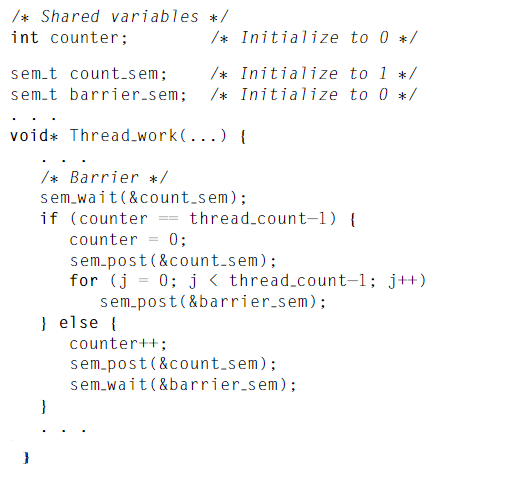 /* Shared variables */
int counter; /* Initialize to 0 */
sem_t count_sem; /* Initialize to 1 */
sem_t barrier_sem; /* Initialize to 0 */
. . .
void* Thread_work(...) {
. . .
/* Barrier */
sem_wait(&count_sem);
if (counter == thread_count-1) {
counter = 0;
sem_post(&count_sem);
for (j = 0; j < thread_count-1; j++)
sem_post(&barrier_sem);
} else {
counter++;
sem_post(&count_sem);
sem_wait(&barrier_sem);
}
. . .
}